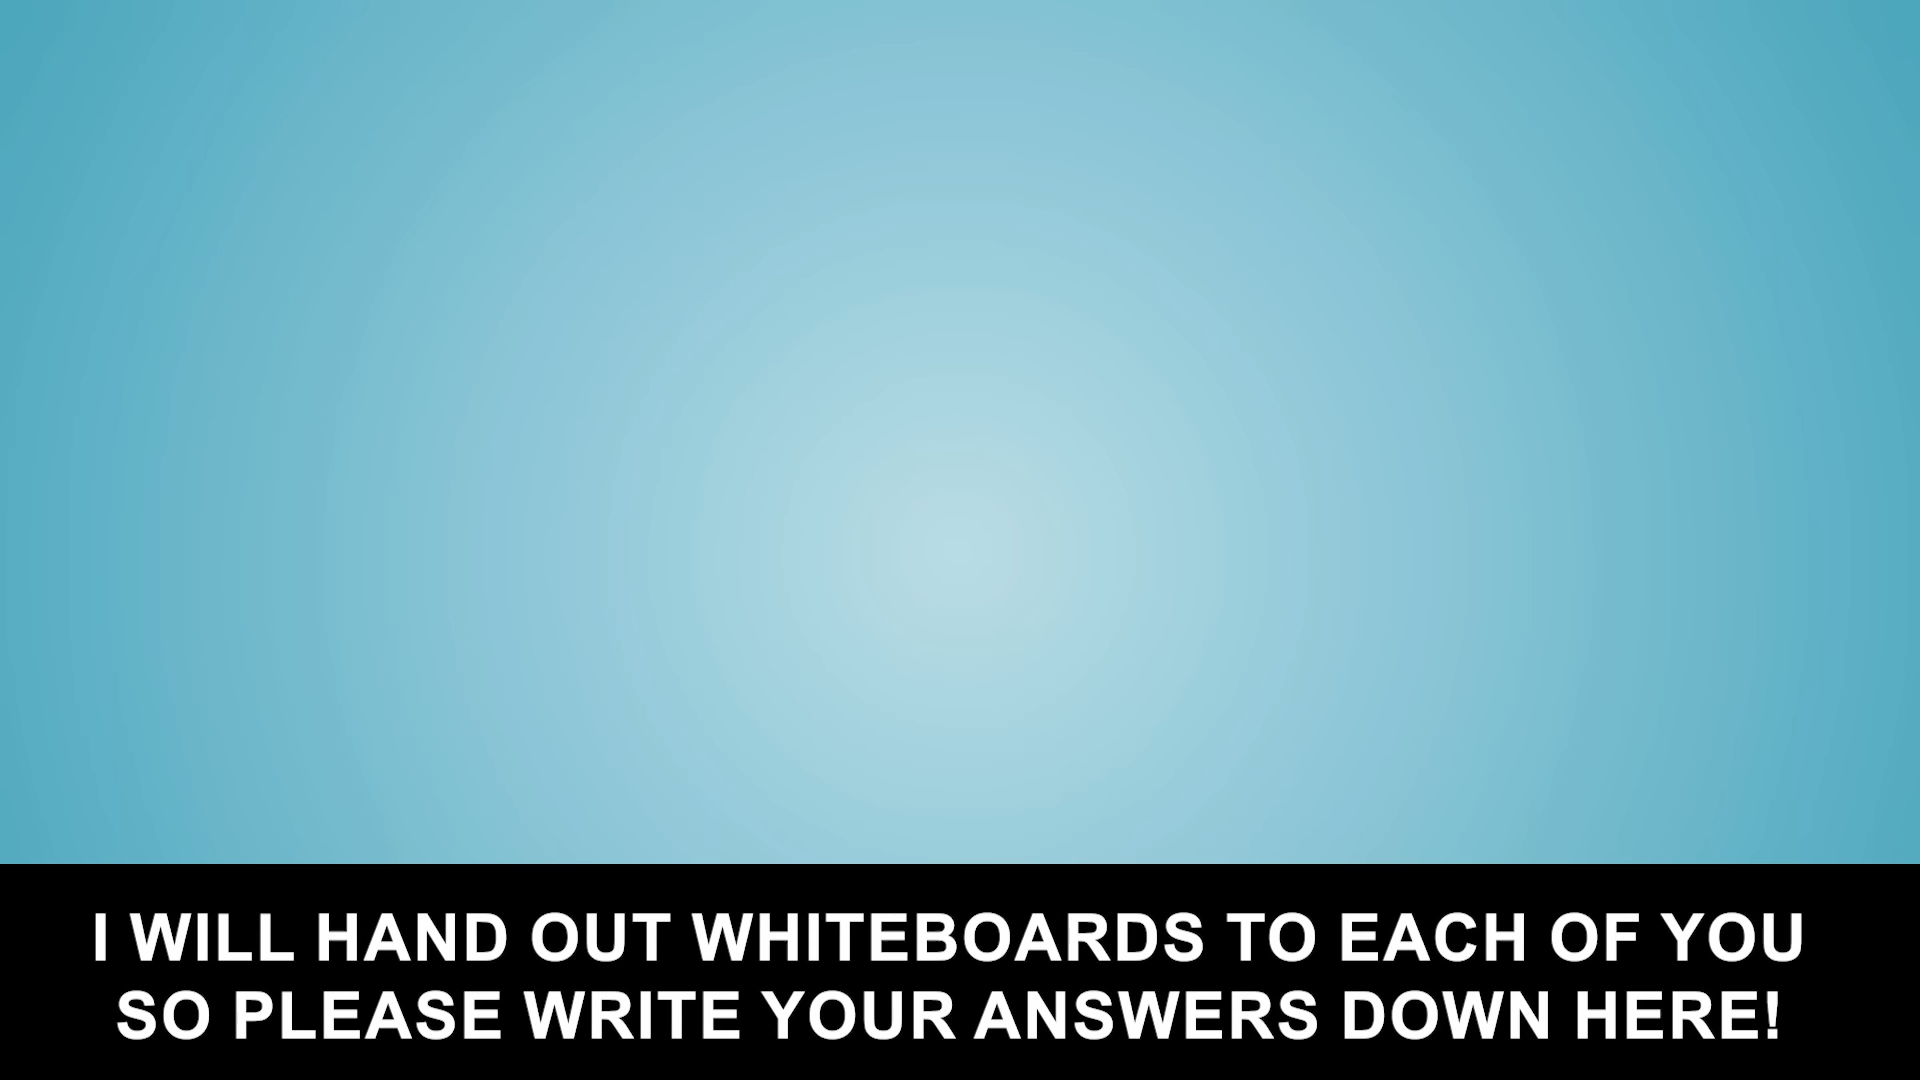 I WILL HAND OUT WHITEBOARDS TO EACH OF YOU
SO PLEASE WRITE YOUR ANSWERS DOWN HERE!